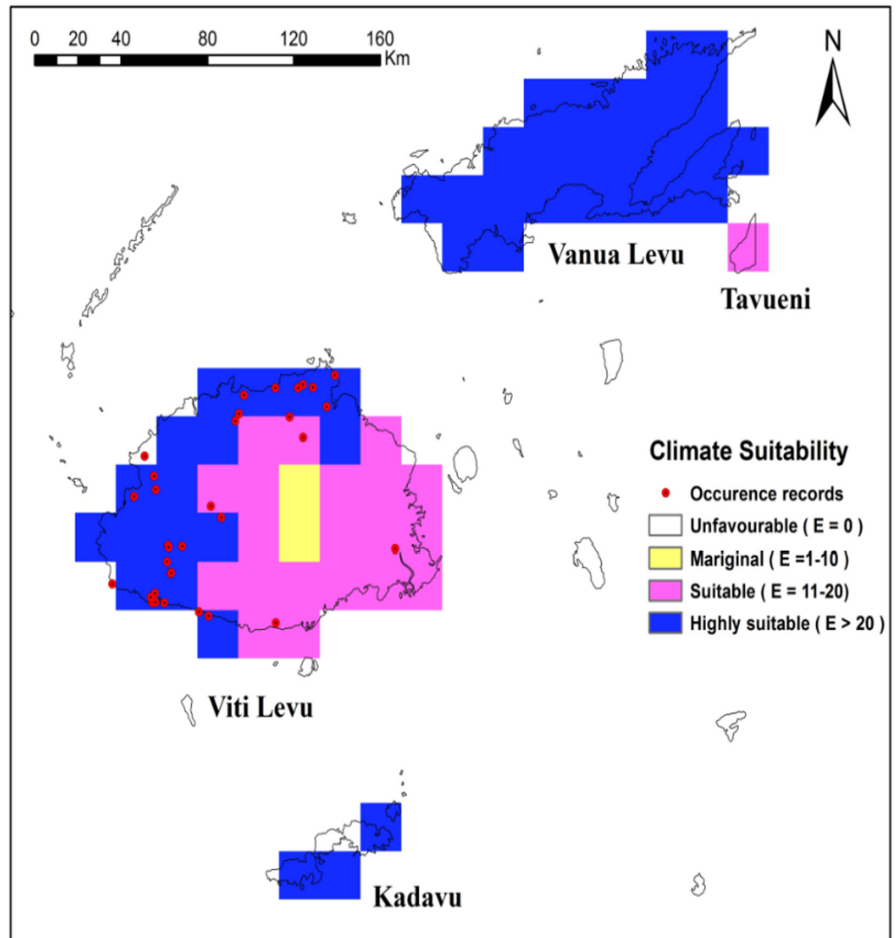 0 20 40 80 120 160
Km
N
Vanua Levu
Tavueni
Climate Suitability
Occurence records
Unfavourable ( E = 0 )
Mariginal ( E =1-10 )
Suitable ( E = 11-20)
Highly suitable ( E > 20 )
Viti Levu
Kadavu